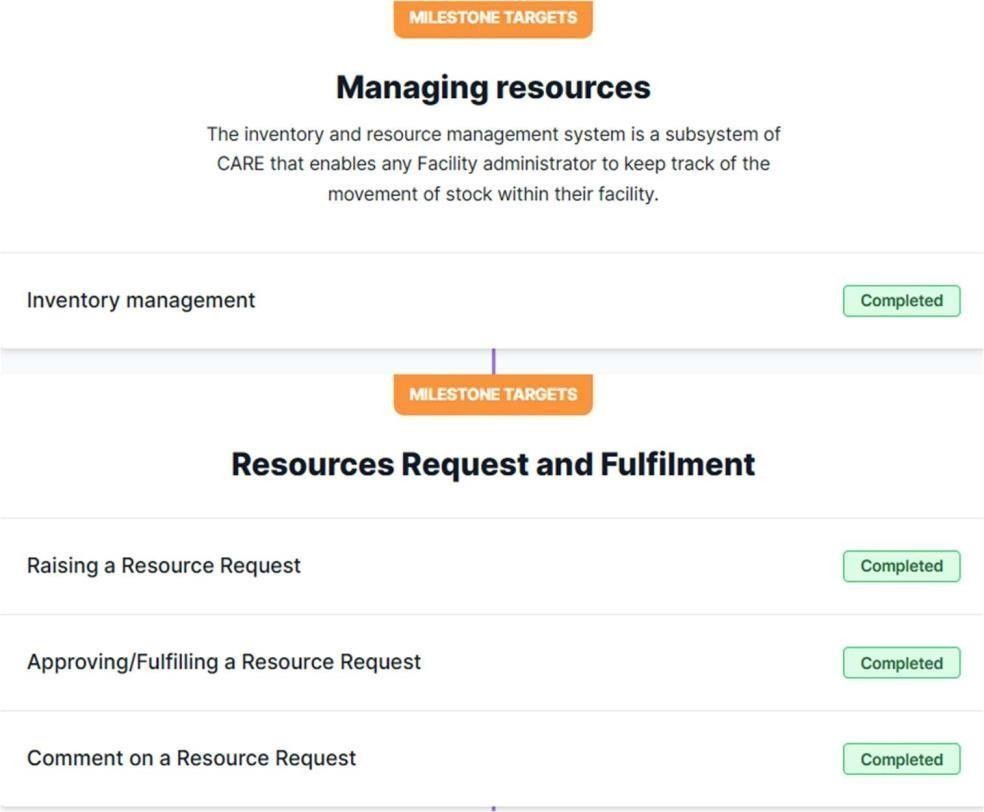 MILESTONE TARGETS
Managing resources
The inventory and resource management system is a subsystem of
CARE that enables any Facility administrator to keep track of the
movement of stock within their facility.
Inventory management
Completed
MILESTONE TARGETS
Resources Request and Fulfilment
Raising a Resource Request
Completed
Approving/Fulfilling a Resource Request
Completed
Comment on a Resource Request
Completed